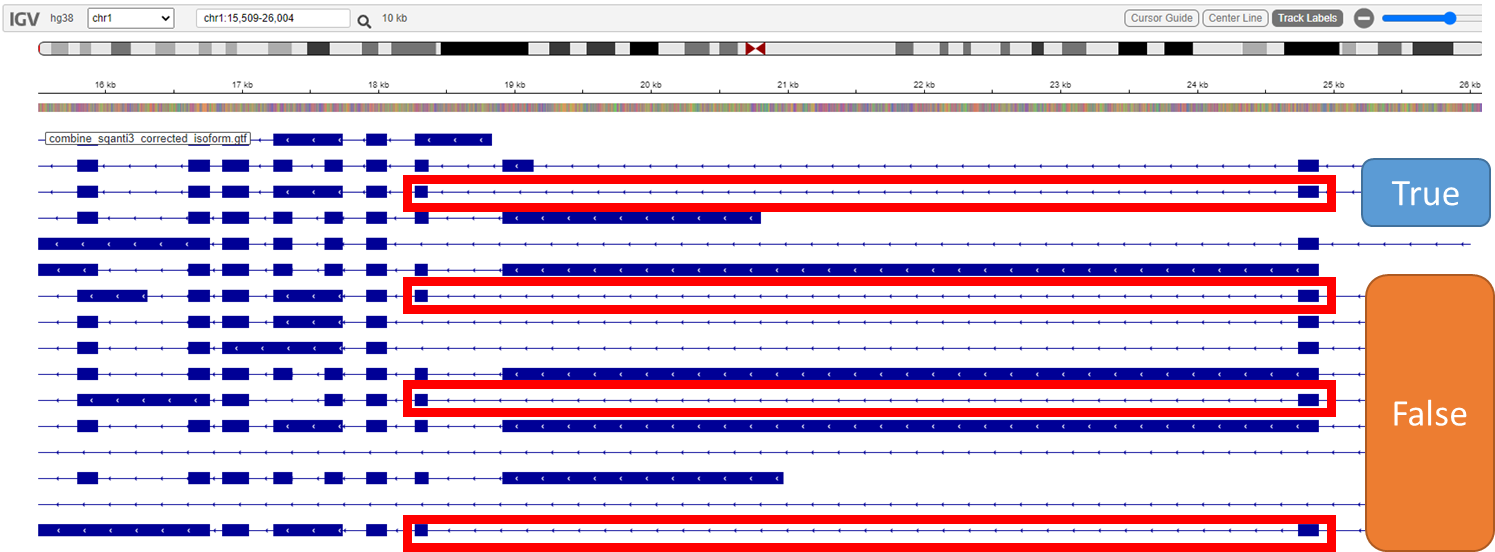 IGV hg38 chr1 chr1:15,509-26,004 10 kb Cursor Guide Center Line Track Labels
16 kb 17 kb 18 kb 19 kb 20 kb 21 kb 22 kb 23 kb 24 kb 25 kb 26 kb
combine_sqanti3_corrected_isoform.gtf
True
False